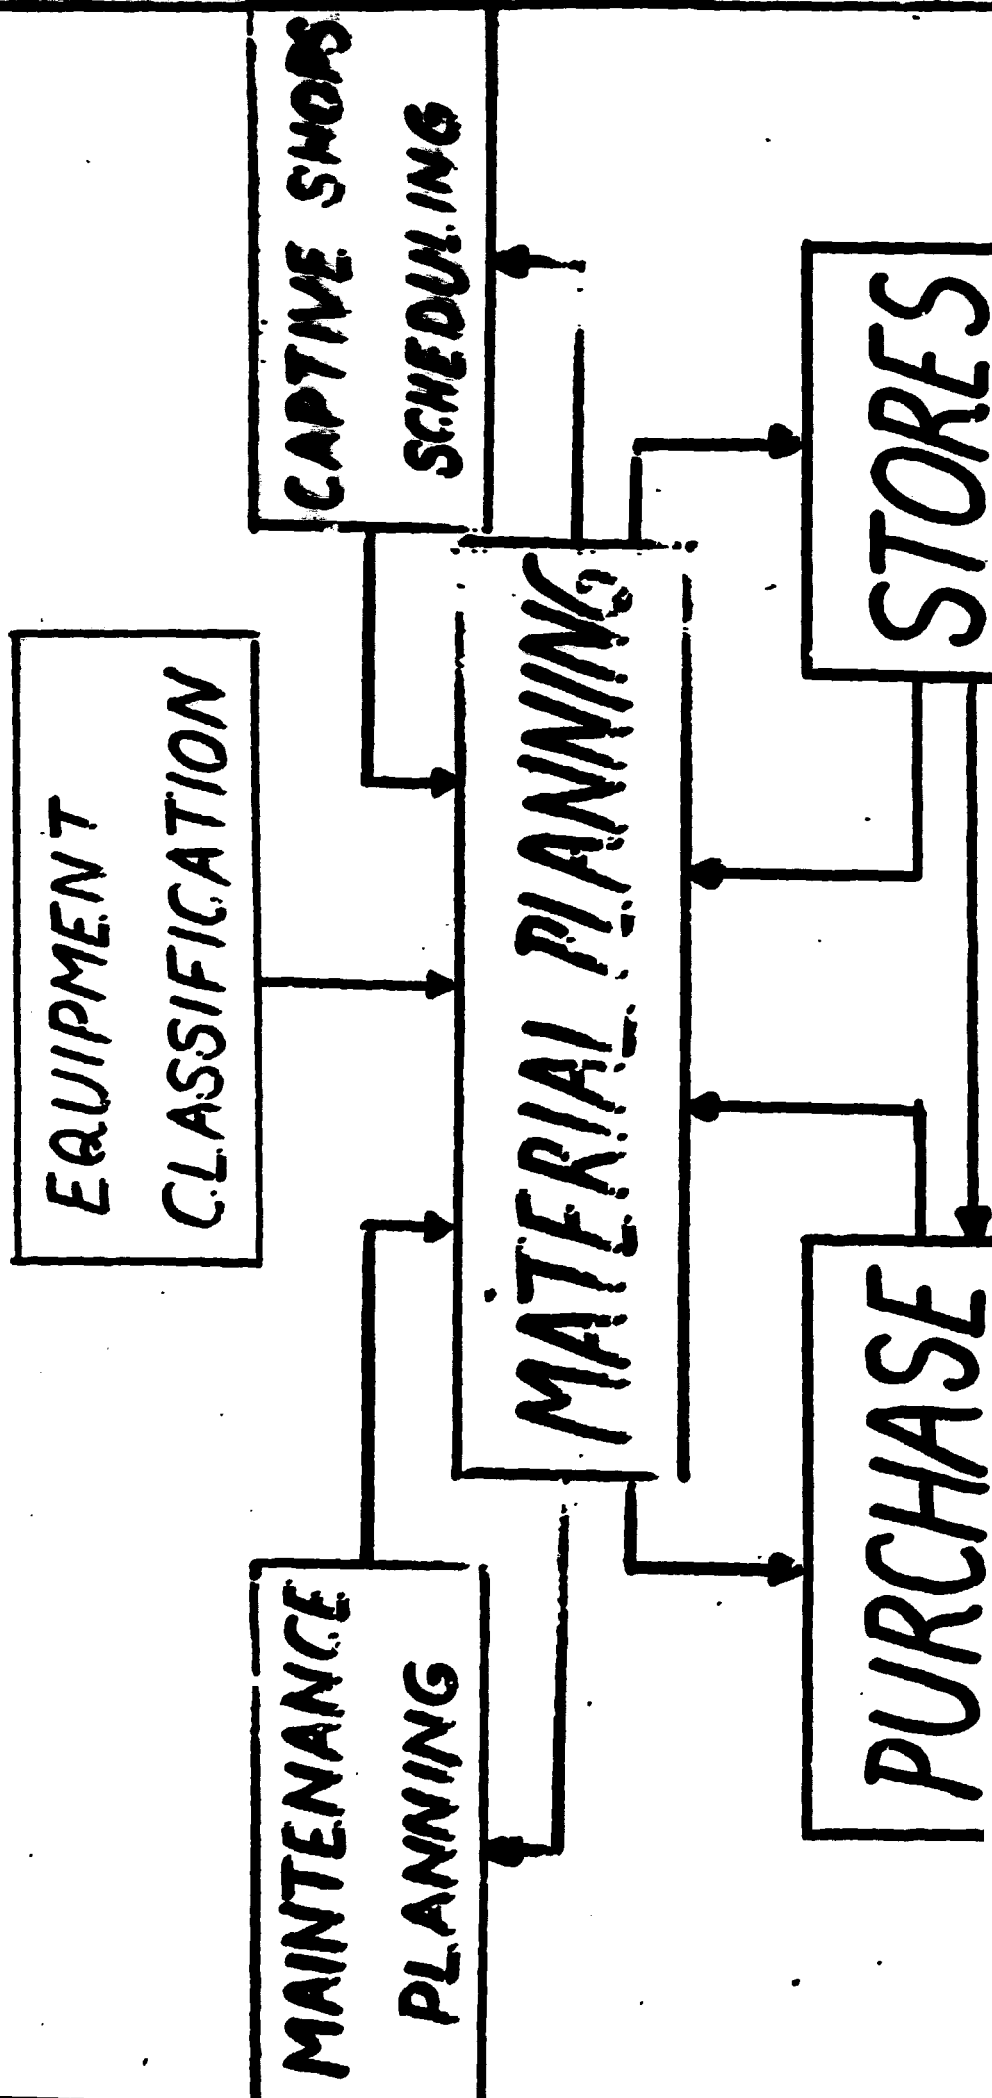 EQUIPMENT
CLASSIFICATION
MAINTENANCE
PLANNING
CAPTIVE SHOPS
SCHEDULING
MATERIAL PLANNING
PURCHASE
STORES